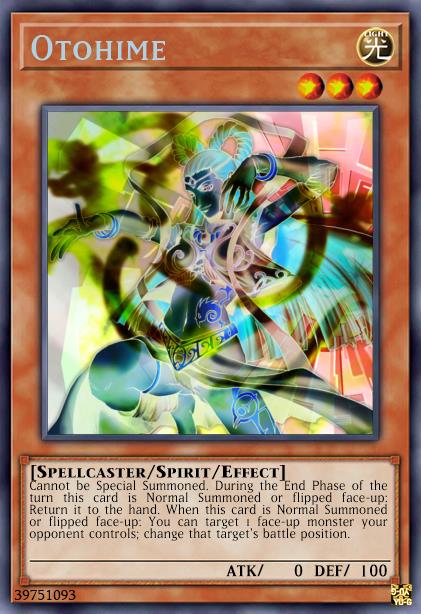 Otohime
LIGHT
光
[Spellcaster/Spirit/Effect]
Cannot be Special Summoned. During the End Phase of the
turn this card is Normal Summoned or flipped face-up:
Return it to the hand. When this card is Normal Summoned
or flipped face-up: You can target 1 face-up monster your
opponent controls; change that target's battle position.
ATK/ 0 DEF/ 100
39751093